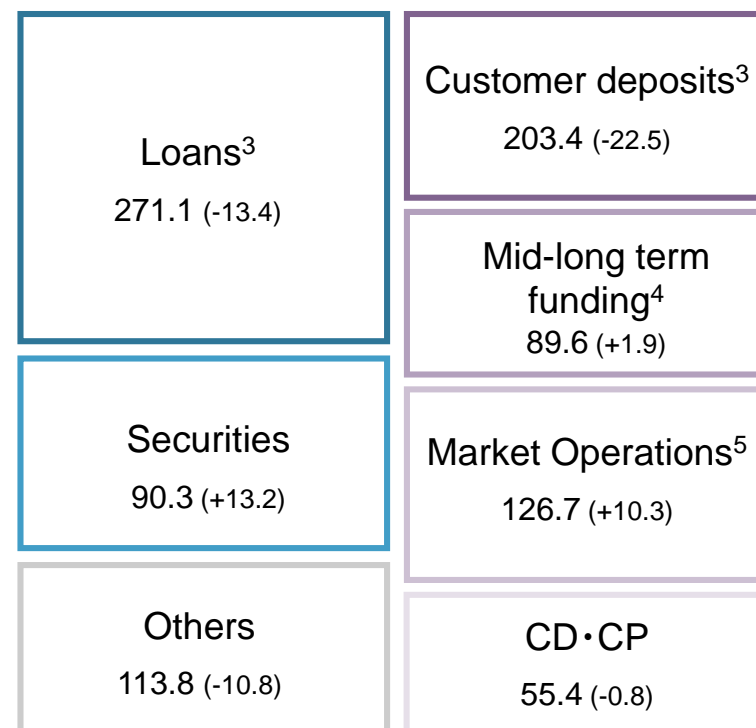 Loans³
271.1 (-13.4)
Securities
90.3 (+13.2)
Others
113.8 (-10.8)
Customer deposits³
203.4 (-22.5)
Mid-long term
funding⁴
89.6 (+1.9)
Market Operations⁵
126.7 (+10.3)
CD・CP
55.4 (-0.8)